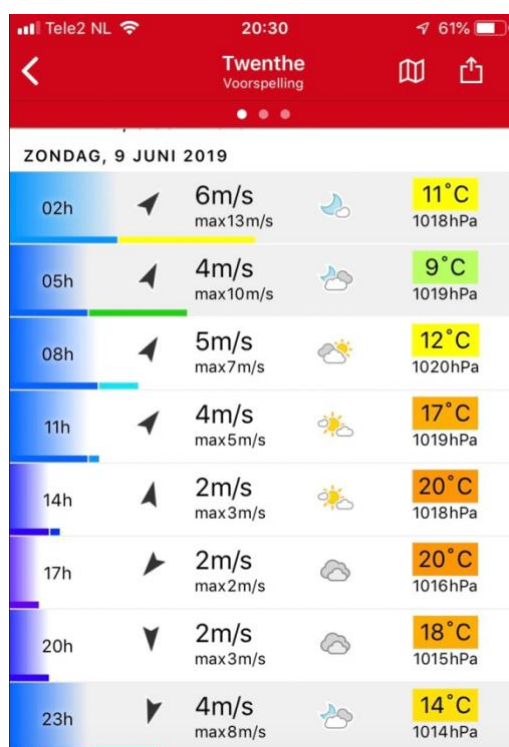 Tele2 NL 20:30 61%
Twenthe
Voorspelling
ZONDAG, 9 JUNI 2019
02h 6m/s 11°C
max13m/s 1018hPa
05h 4m/s 9°C
max10m/s 1019hPa
08h 5m/s 12°C
max7m/s 1020hPa
11h 4m/s 17°C
max5m/s 1019hPa
14h 2m/s 20°C
max3m/s 1018hPa
17h 2m/s 20°C
max2m/s 1016hPa
20h 2m/s 18°C
max3m/s 1015hPa
23h 4m/s 14°C
max8m/s 1014hPa